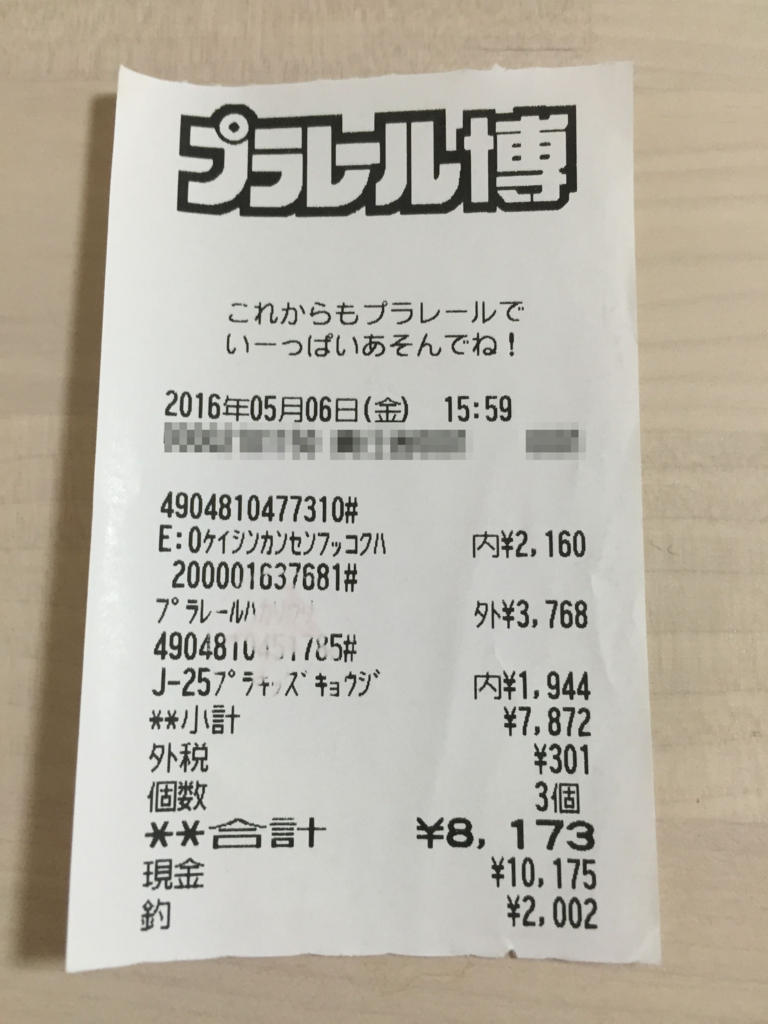 プラレール博
これからもプラレールで
いーっぱいあそんでね!
2016年05月06日(金) 15:59
4904810477310#
E:0ケイシンカンセンフッコクハ 内¥2,160
200001637681#
プラレールハ 外¥3,768
J-25プラキッズキョウジ 内¥1,944
**小計 ¥7,872
外税 ¥301
個数 3個
**合計 ¥8,173
現金 ¥10,175
釣 ¥2,002